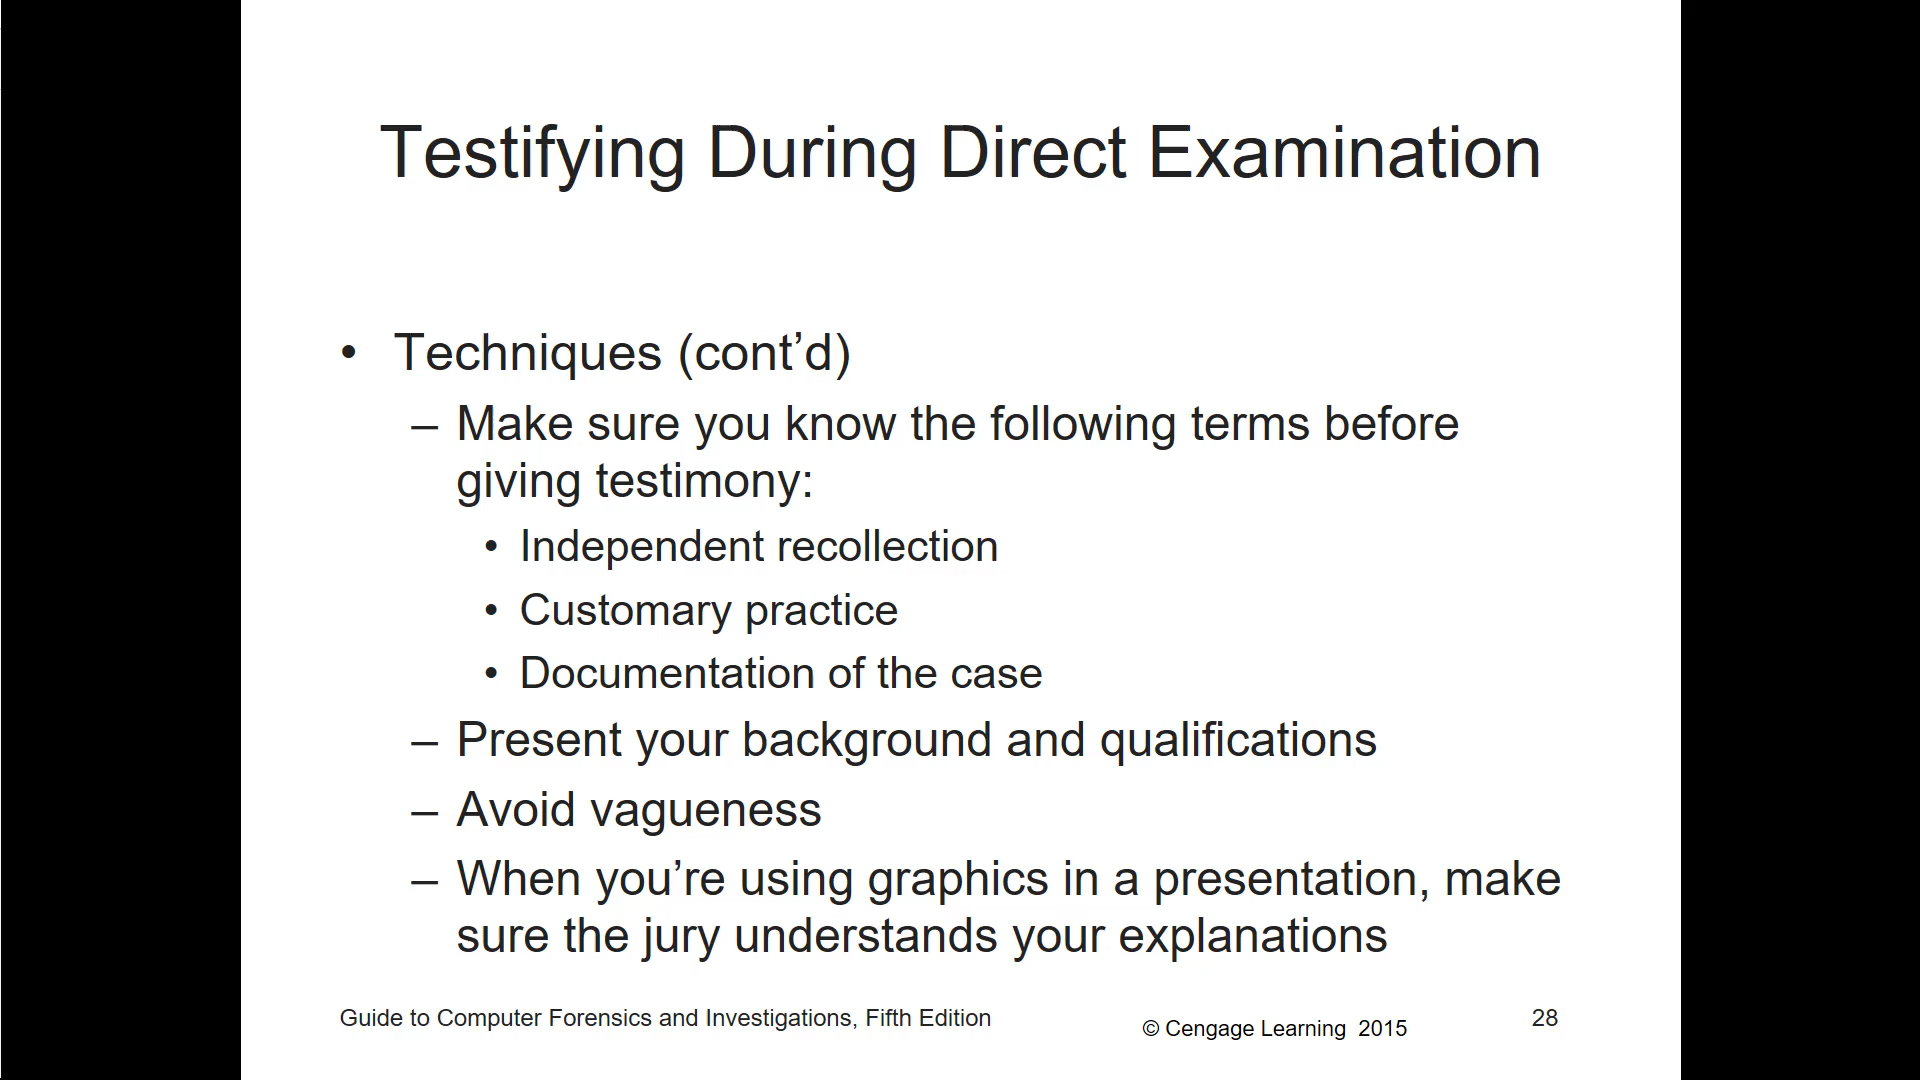 Testifying During Direct Examination
• Techniques (cont’d)
– Make sure you know the following terms before
giving testimony:
• Independent recollection
• Customary practice
• Documentation of the case
– Present your background and qualifications
– Avoid vagueness
– When you’re using graphics in a presentation, make
sure the jury understands your explanations
Guide to Computer Forensics and Investigations, Fifth Edition
© Cengage Learning 2015
28